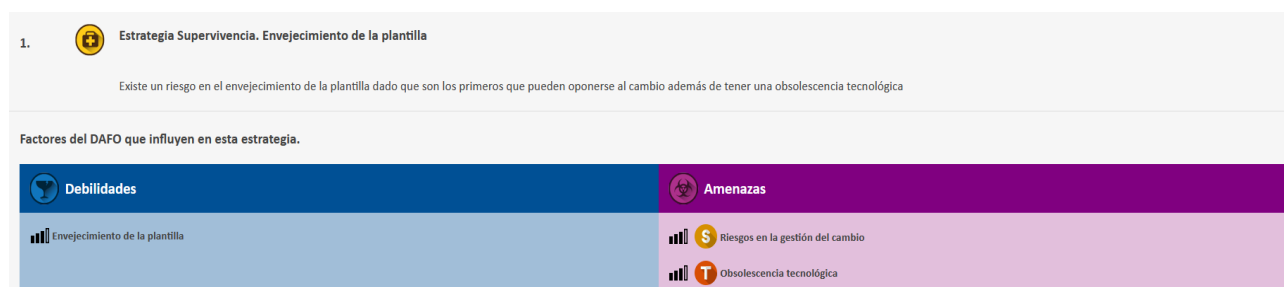 1.
Estrategia Supervivencia. Envejecimiento de la plantilla
Existe un riesgo en el envejecimiento de la plantilla dado que son los primeros que pueden oponerse al cambio además de tener una obsolescencia tecnológica
Factores del DAFO que influyen en esta estrategia.
Debilidades
Amenazas
Envejecimiento de la plantilla
S Riesgos en la gestión del cambio
T Obsolescencia tecnológica